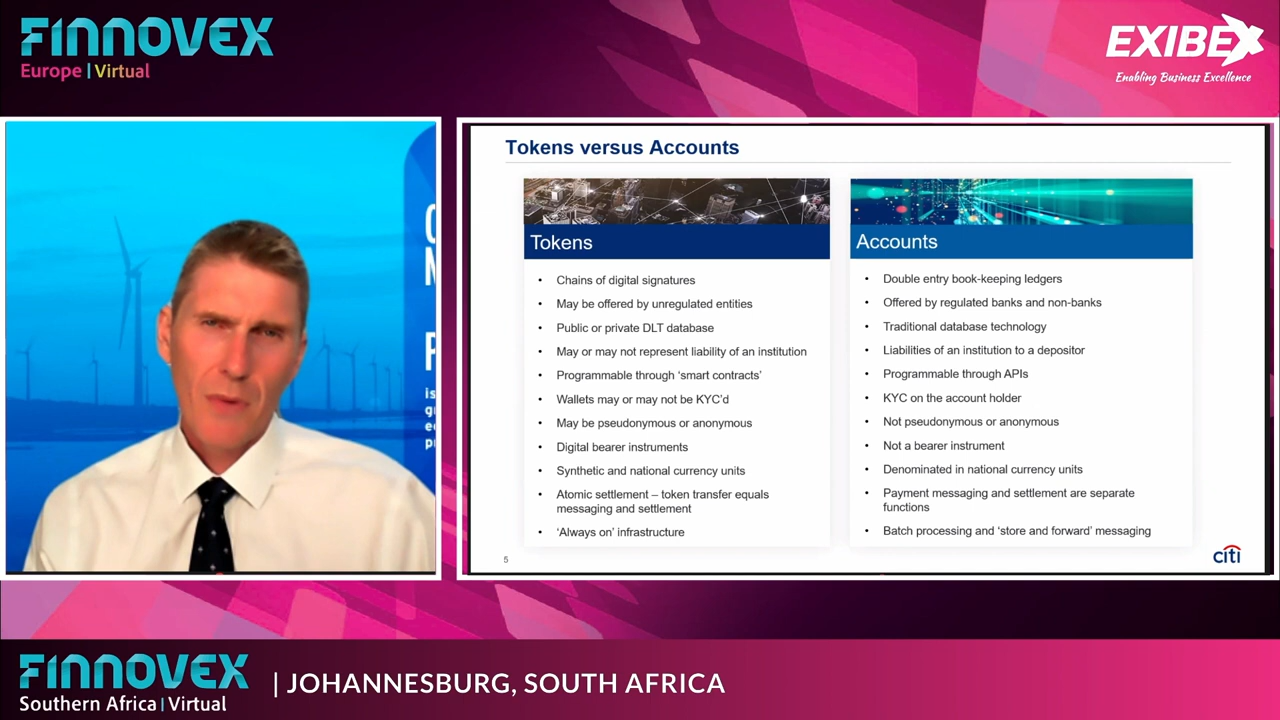 FINNOVEX
Europe | Virtual
EXIBEX
Enabling Business Excellence
Tokens versus Accounts
Tokens
• Chains of digital signatures
• May be offered by unregulated entities
• Public or private DLT database
• May or may not represent liability of an institution
• Programmable through ‘smart contracts’
• Wallets may or may not be KYC’d
• May be pseudonymous or anonymous
• Digital bearer instruments
• Synthetic and national currency units
• Atomic settlement – token transfer equals
messaging and settlement
• ‘Always on’ infrastructure
Accounts
• Double entry book-keeping ledgers
• Offered by regulated banks and non-banks
• Traditional database technology
• Liabilities of an institution to a depositor
• Programmable through APIs
• KYC on the account holder
• Not pseudonymous or anonymous
• Not a bearer instrument
• Denominated in national currency units
• Payment messaging and settlement are separate
functions
• Batch processing and ‘store and forward’ messaging
5
citi
FINNOVEX
Southern Africa | Virtual
| JOHANNESBURG, SOUTH AFRICA